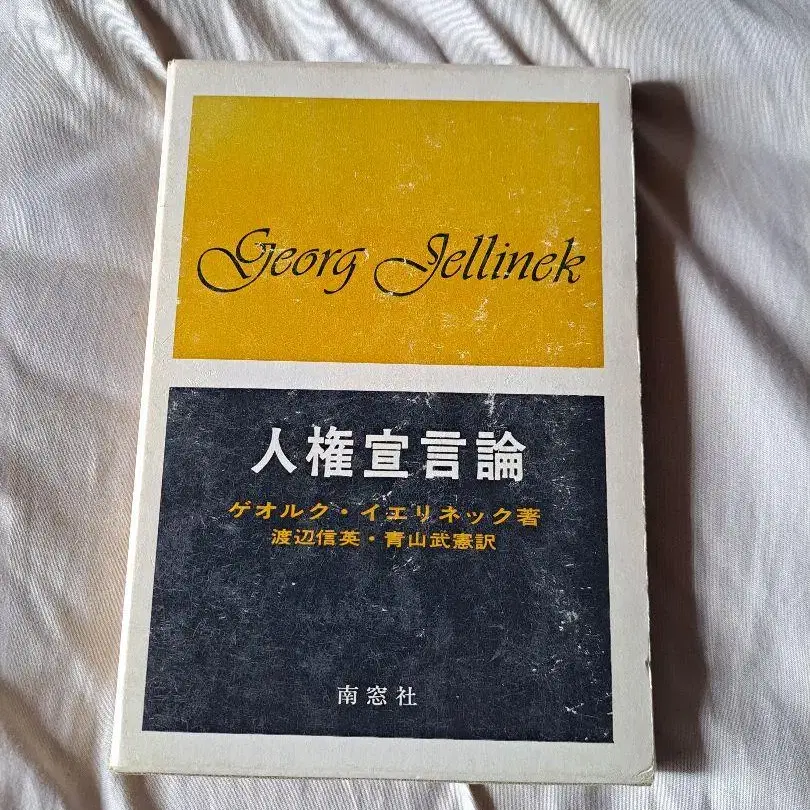 Georg Jellinek
人権宣言論
ゲオルク・イエリネック著
渡辺信英・青山武憲訳
南窓社